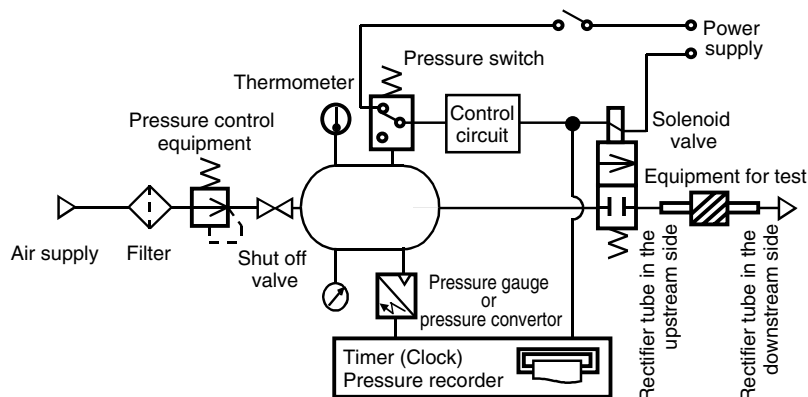 Power
supply
Pressure switch
Thermometer
Control
circuit
Solenoid
valve
Pressure control
equipment
Equipment for test
Air supply
Filter
Shut off
valve
Pressure gauge
or
pressure convertor
Rectifier tube in the
upstream side
Rectifier tube in the
downstream side
Timer (Clock)
Pressure recorder